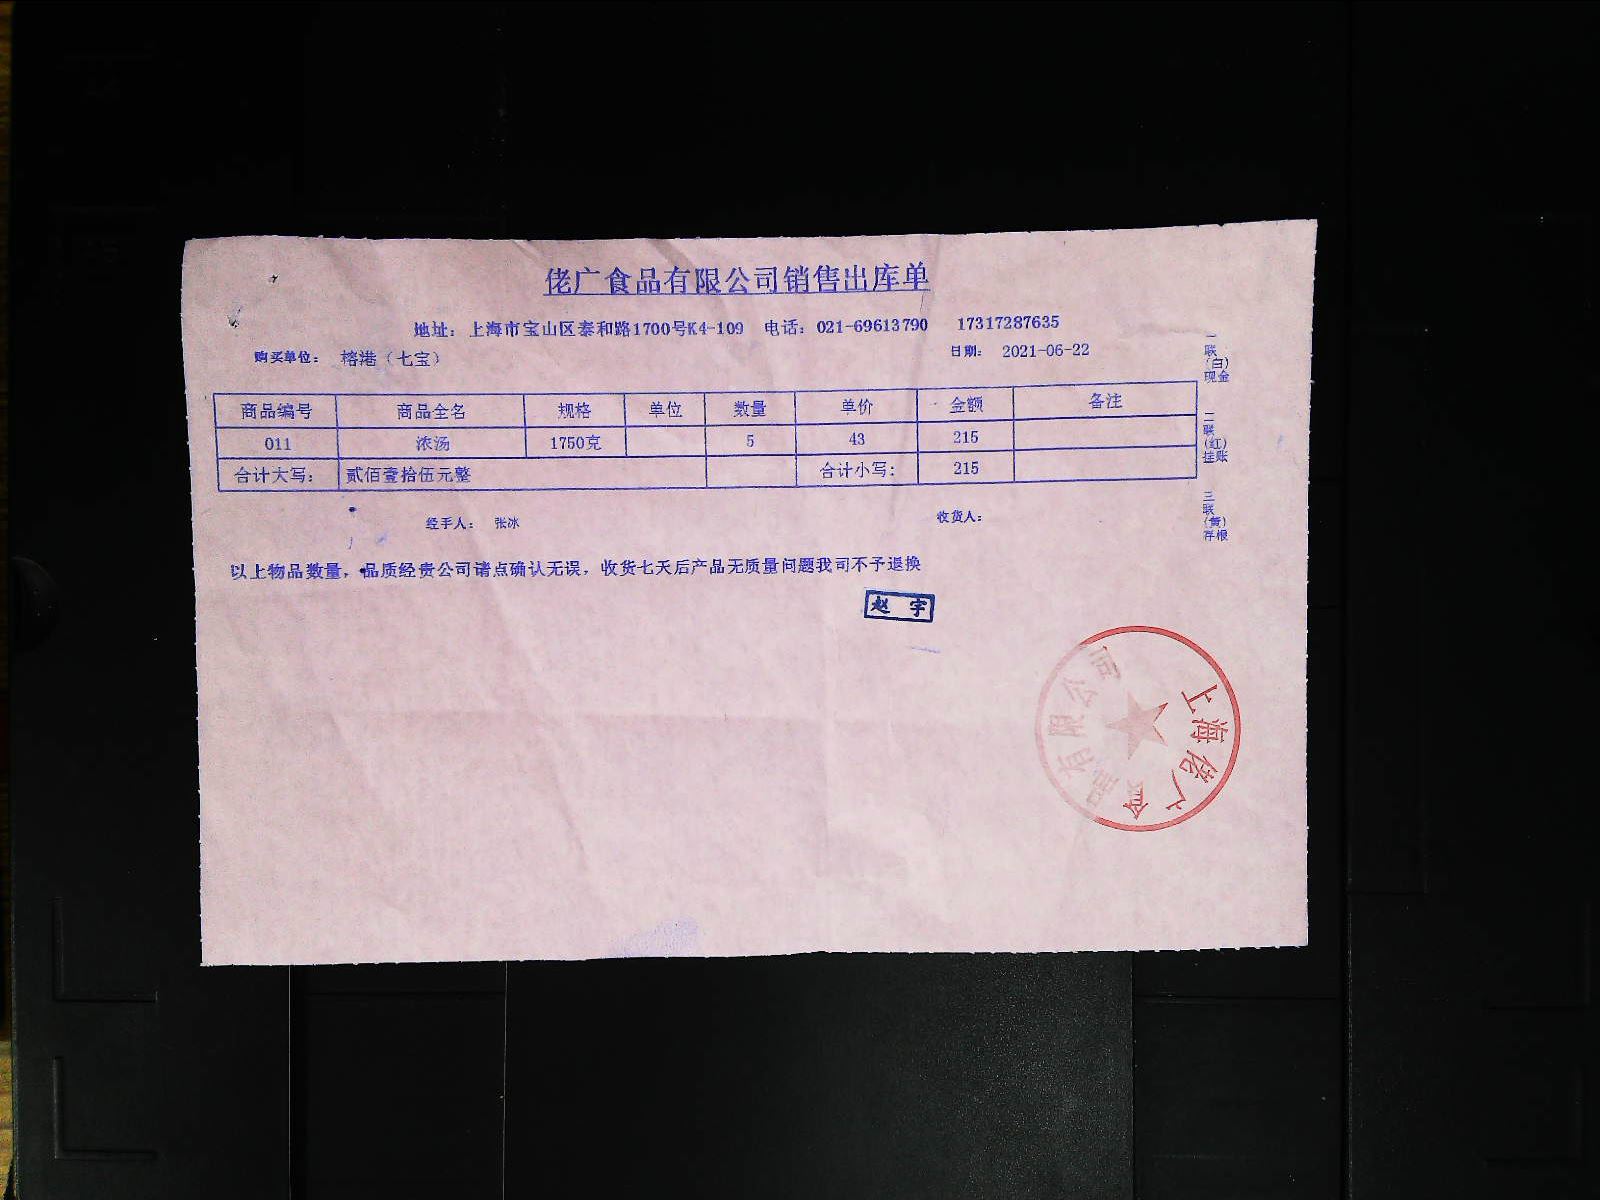 佬广食品有限公司销售出库单
地址：上海市宝山区泰和路1700号K4-109 电话：021-69613790 17317287635
购买单位： 榕港（七宝） 日期： 2021-06-22
商品编号 商品全名 规格 单位 数量 单价 金额 备注
011 浓汤 1750克 5 43 215
合计大写： 贰佰壹拾伍元整 合计小写： 215
经手人： 张冰 收货人：
以上物品数量，品质经贵公司请点确认无误，收货七天后产品无质量问题我司不予退换
赵宇
一联（白）现金
二联（红）挂账
三联（黄）存根
上海佬广食品有限公司